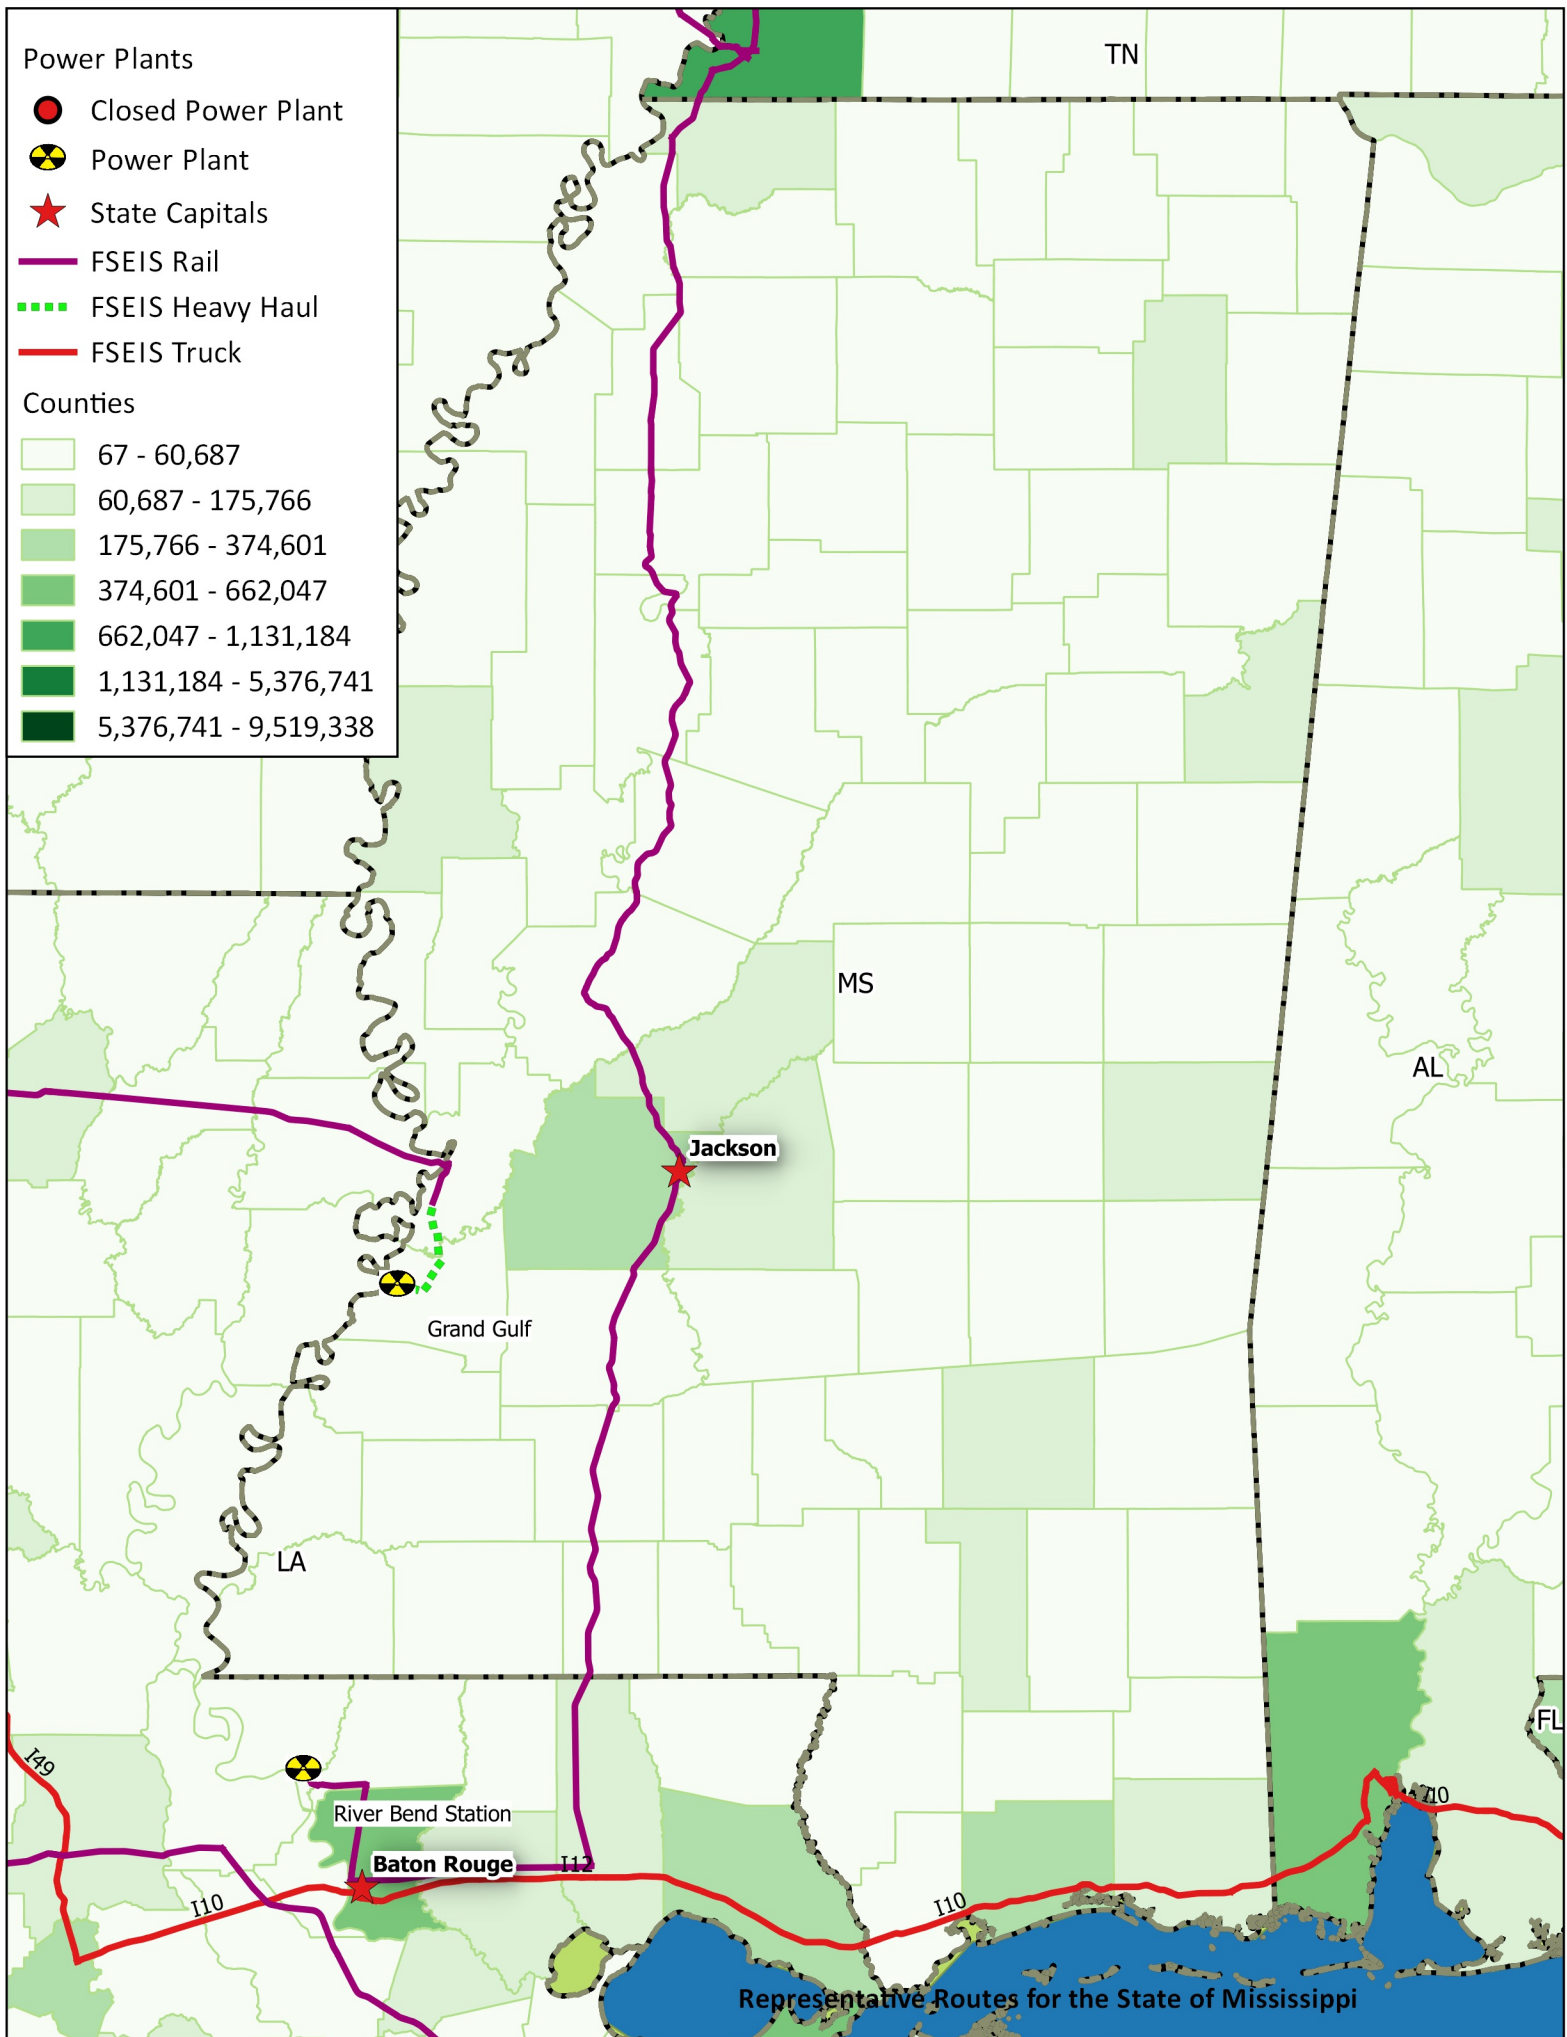 Power Plants
Closed Power Plant
Power Plant
State Capitals
FSEIS Rail
FSEIS Heavy Haul
FSEIS Truck
Counties
67 - 60,687
60,687 - 175,766
175,766 - 374,601
374,601 - 662,047
662,047 - 1,131,184
1,131,184 - 5,376,741
5,376,741 - 9,519,338
TN
MS
AL
Jackson
Grand Gulf
LA
FL
I49
River Bend Station
I10
Baton Rouge
I12
I10
I10
Representative Routes for the State of Mississippi